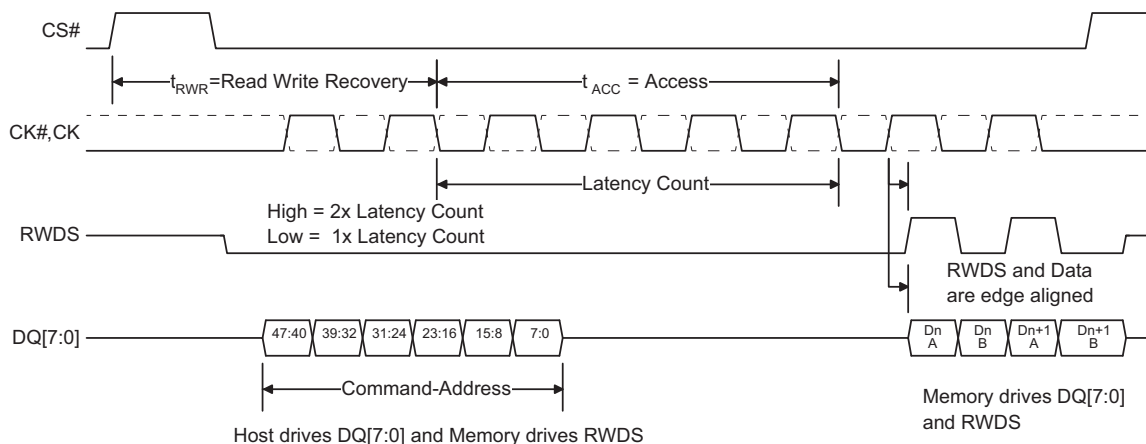 CS#
tRWR=Read Write Recovery
tACC = Access
CK#,CK
Latency Count
High = 2x Latency Count
Low = 1x Latency Count
RWDS
RWDS and Data
are edge aligned
DQ[7:0]
47:40 39:32 31:24 23:16 15:8 7:0
Dn A
Dn B
Dn+1 A
Dn+1 B
Command-Address
Memory drives DQ[7:0]
and RWDS
Host drives DQ[7:0] and Memory drives RWDS